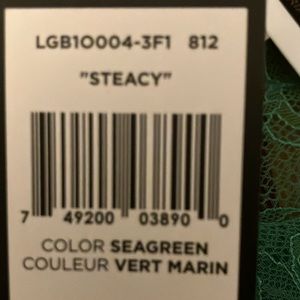 LGB1O004-3F1 812
"STEACY"
7 49200 03890 0
COLOR SEAGREEN
COULEUR VERT MARIN